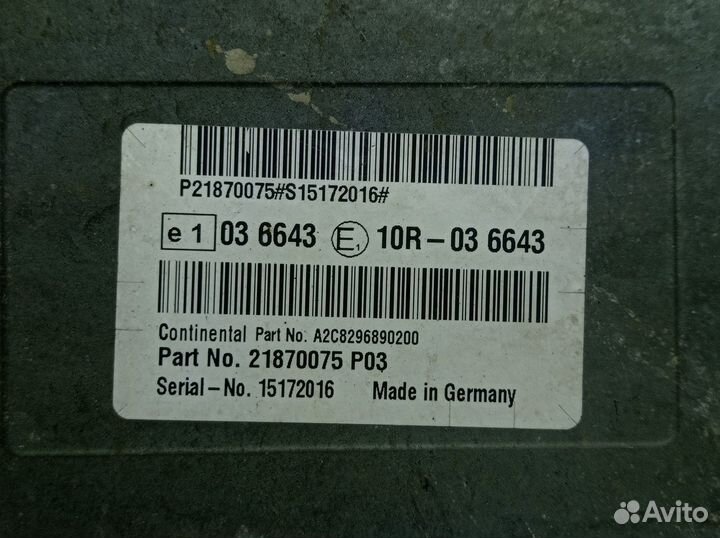 P21870075#S15172016#
e 1 03 6643 E1 10R-03 6643
Continental Part No. A2C8296890200
Part No. 21870075 P03
Serial-No. 15172016 Made in Germany
Avito